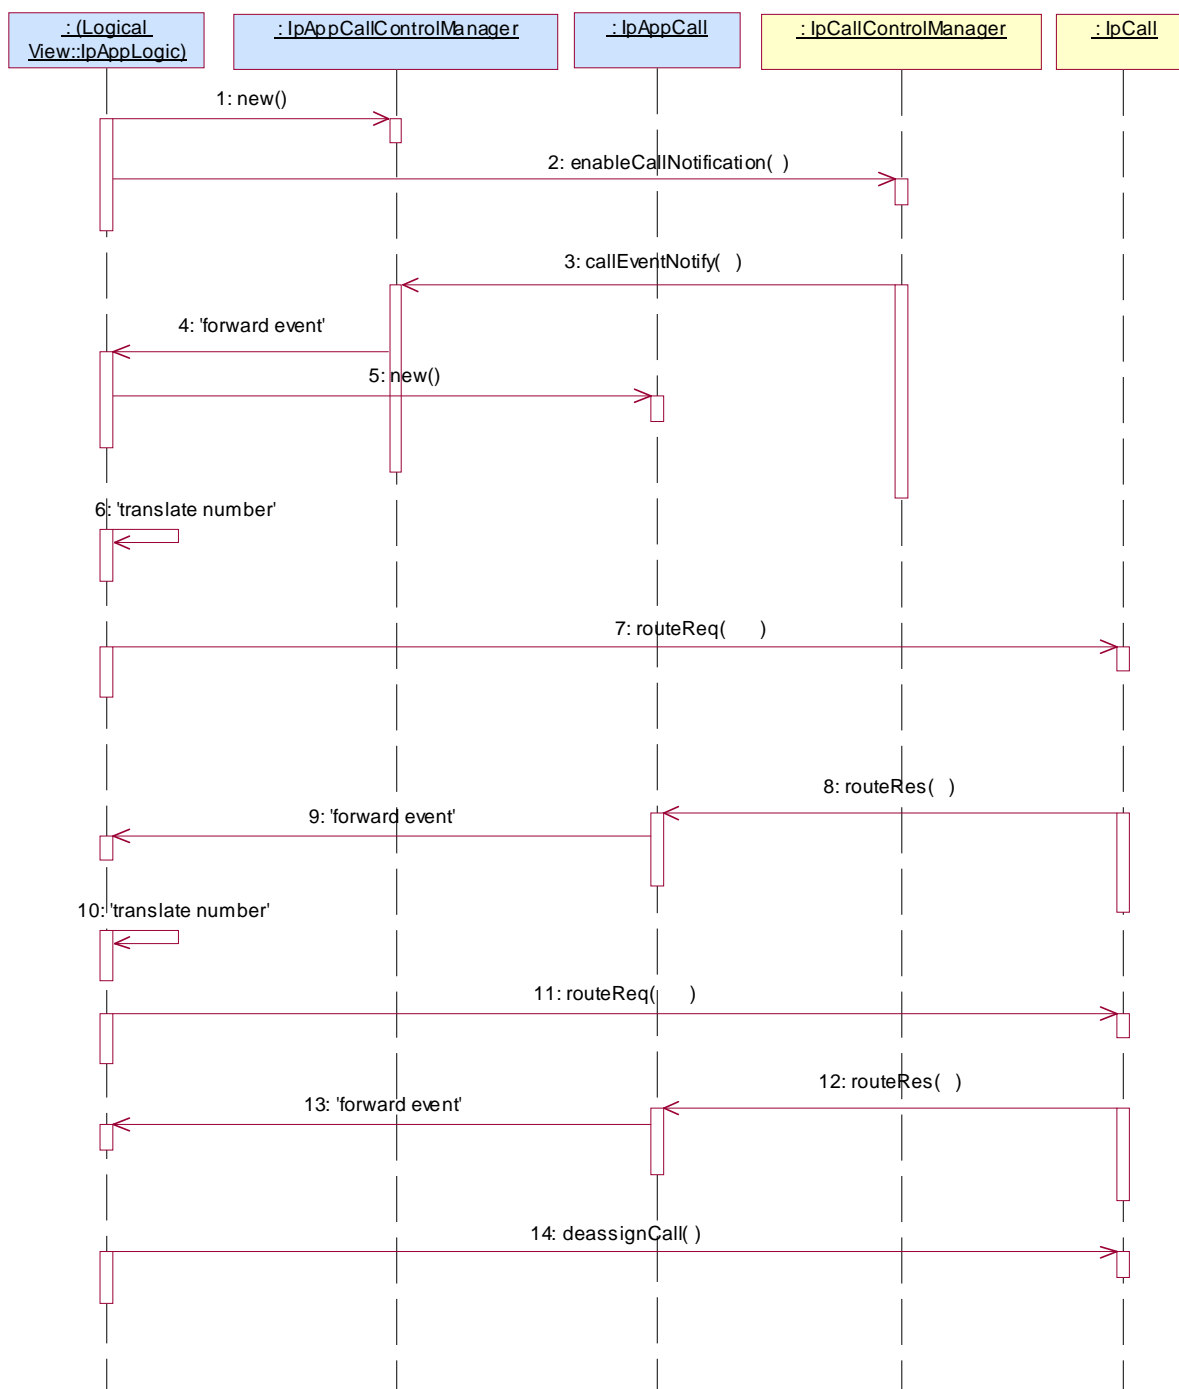 : (Logical
View::IpAppLogic)
: IpAppCallControlManager
: IpAppCall
: IpCallControlManager
: IpCall
1: new()
2: enableCallNotification( )
3: callEventNotify( )
4: 'forward event'
5: new()
6: 'translate number'
7: routeReq( )
8: routeRes( )
9: 'forward event'
10: 'translate number'
11: routeReq( )
12: routeRes( )
13: 'forward event'
14: deassignCall( )